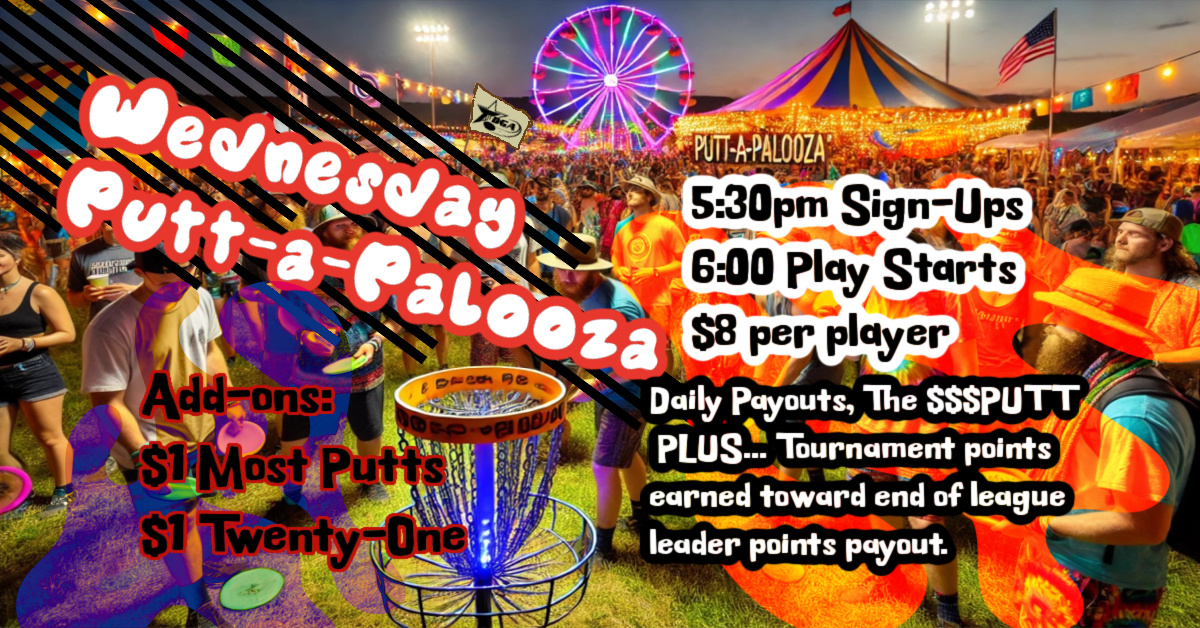 Wednesday
Putt-a-Palooza
PUTT-A-PALOOZA
5:30pm Sign-Ups
6:00 Play Starts
$8 per player
Add-ons:
$1 Most Putts
$1 Twenty-One
Daily Payouts, The $$$PUTT
PLUS... Tournament points
earned toward end of league
leader points payout.